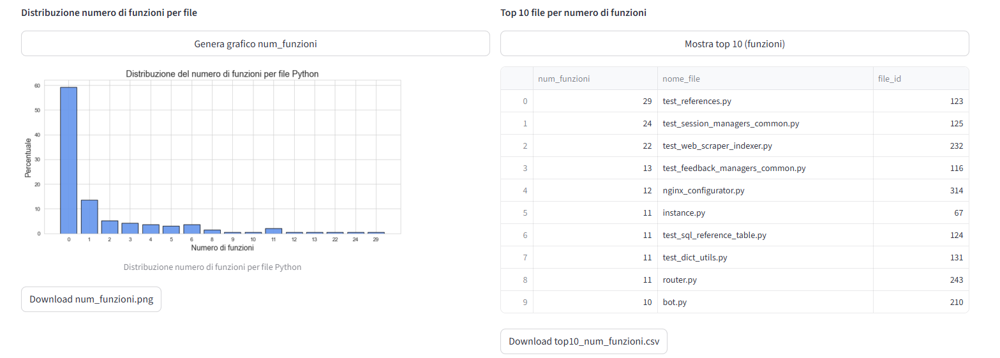 Distribuzione numero di funzioni per file
Genera grafico num_funzioni
Distribuzione del numero di funzioni per file Python
60
50
40
30
20
10
0
Percentuale
0 1 2 3 4 5 6 8 9 10 11 12 13 22 24 29
Numero di funzioni
Distribuzione numero di funzioni per file Python
Download num_funzioni.png
Top 10 file per numero di funzioni
Mostra top 10 (funzioni)
num_funzioni nome_file file_id
0 29 test_references.py 123
1 24 test_session_managers_common.py 125
2 22 test_web_scraper_indexer.py 232
3 13 test_feedback_managers_common.py 116
4 12 nginx_configurator.py 314
5 11 instance.py 67
6 11 test_sql_reference_table.py 124
7 11 test_dict_utils.py 131
8 11 router.py 243
9 10 bot.py 210
Download top10_num_funzioni.csv